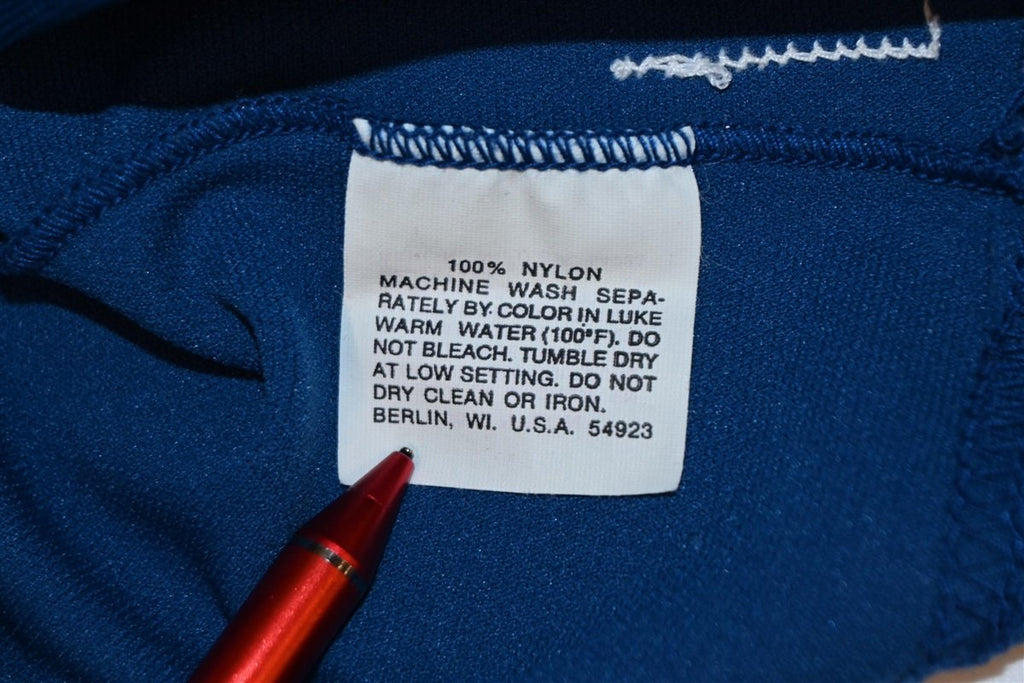 100% NYLON
MACHINE WASH SEPA-
RATELY BY COLOR IN LUKE
WARM WATER (100°F). DO
NOT BLEACH. TUMBLE DRY
AT LOW SETTING. DO NOT
DRY CLEAN OR IRON.
BERLIN, WI. U.S.A. 54923